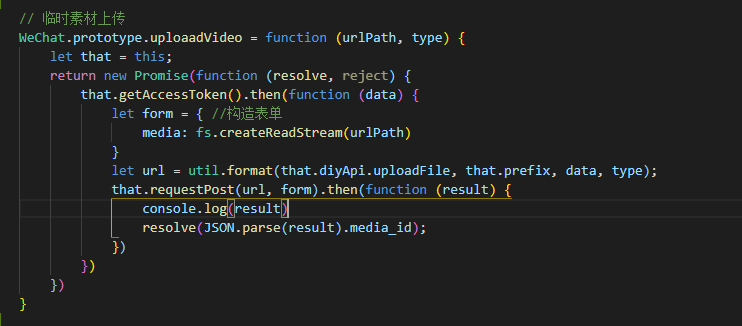 // 临时素材上传
WeChat.prototype.uploaadVideo = function (urlPath, type) {
let that = this;
return new Promise(function (resolve, reject) {
that.getAccessToken().then(function (data) {
let form = { //构造表单
media: fs.createReadStream(urlPath)
}
let url = util.format(that.diyApi.uploadFile, that.prefix, data, type);
that.requestPost(url, form).then(function (result) {
console.log(result)
resolve(JSON.parse(result).media_id);
})
})
})
}